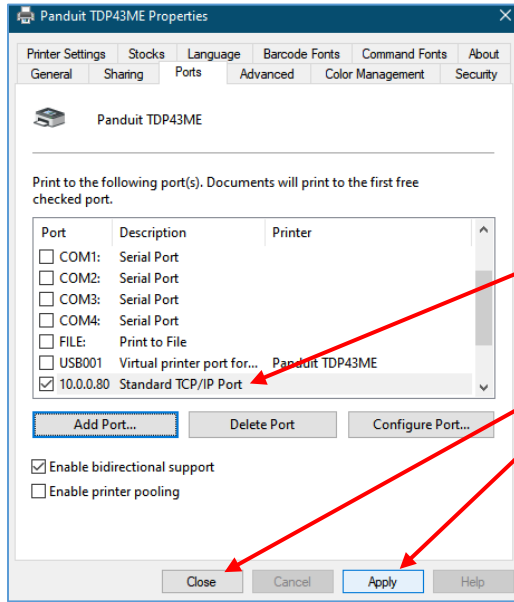 Panduit TDP43ME Properties
Printer Settings Stocks Language Barcode Fonts Command Fonts About
General Sharing Ports Advanced Color Management Security
Panduit TDP43ME
Print to the following port(s). Documents will print to the first free
checked port.
Port Description Printer
COM1: Serial Port
COM2: Serial Port
COM3: Serial Port
COM4: Serial Port
FILE: Print to File
USB001 Virtual printer port for... Panduit TDP43ME
10.0.0.80 Standard TCP/IP Port
Add Port... Delete Port Configure Port...
Enable bidirectional support
Enable printer pooling
Close Cancel Apply Help